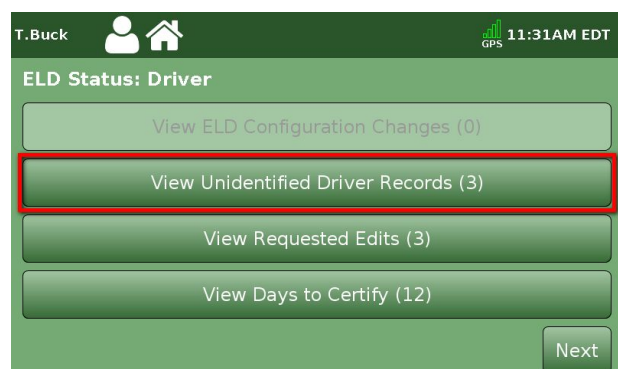 T.Buck
GPS 11:31AM EDT
ELD Status: Driver
View ELD Configuration Changes (0)
View Unidentified Driver Records (3)
View Requested Edits (3)
View Days to Certify (12)
Next